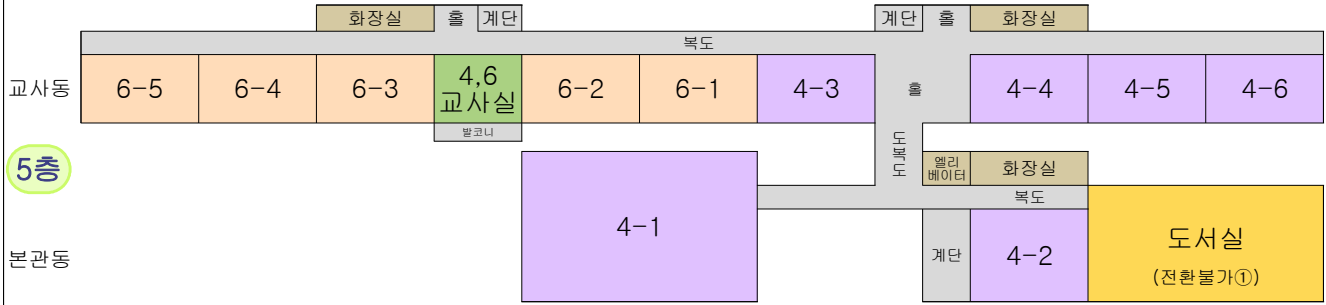 화장실
홀
계단
계단
홀
화장실
복도
교사동
6-5
6-4
6-3
4,6
교사실
6-2
6-1
4-3
홀
4-4
4-5
4-6
발코니
도
복
도
5층
엘리
베이터
화장실
복도
4-1
본관동
계단
4-2
도서실
(전환불가①)